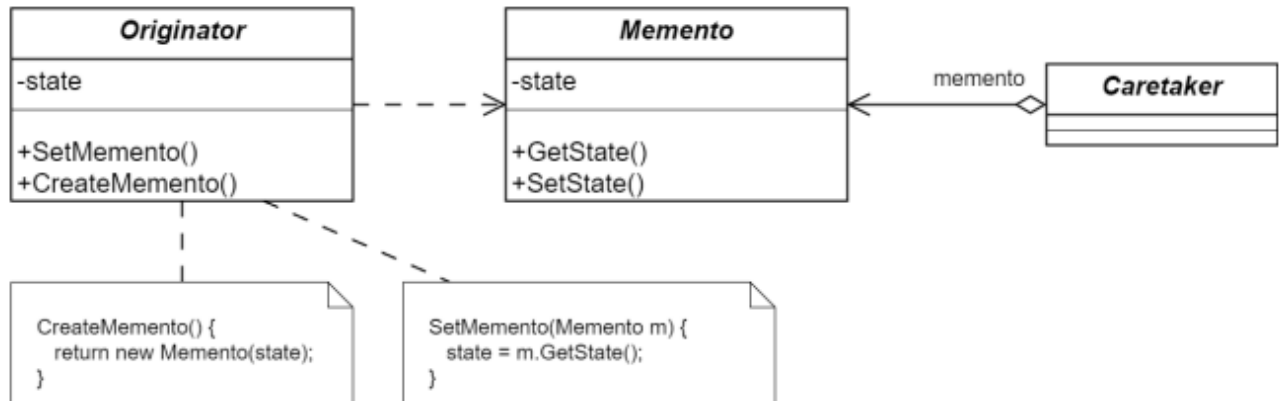 Originator
-state
+SetMemento()
+CreateMemento()
Memento
-state
+GetState()
+SetState()
memento
Caretaker
CreateMemento() {
return new Memento(state);
}
SetMemento(Memento m) {
state = m.GetState();
}